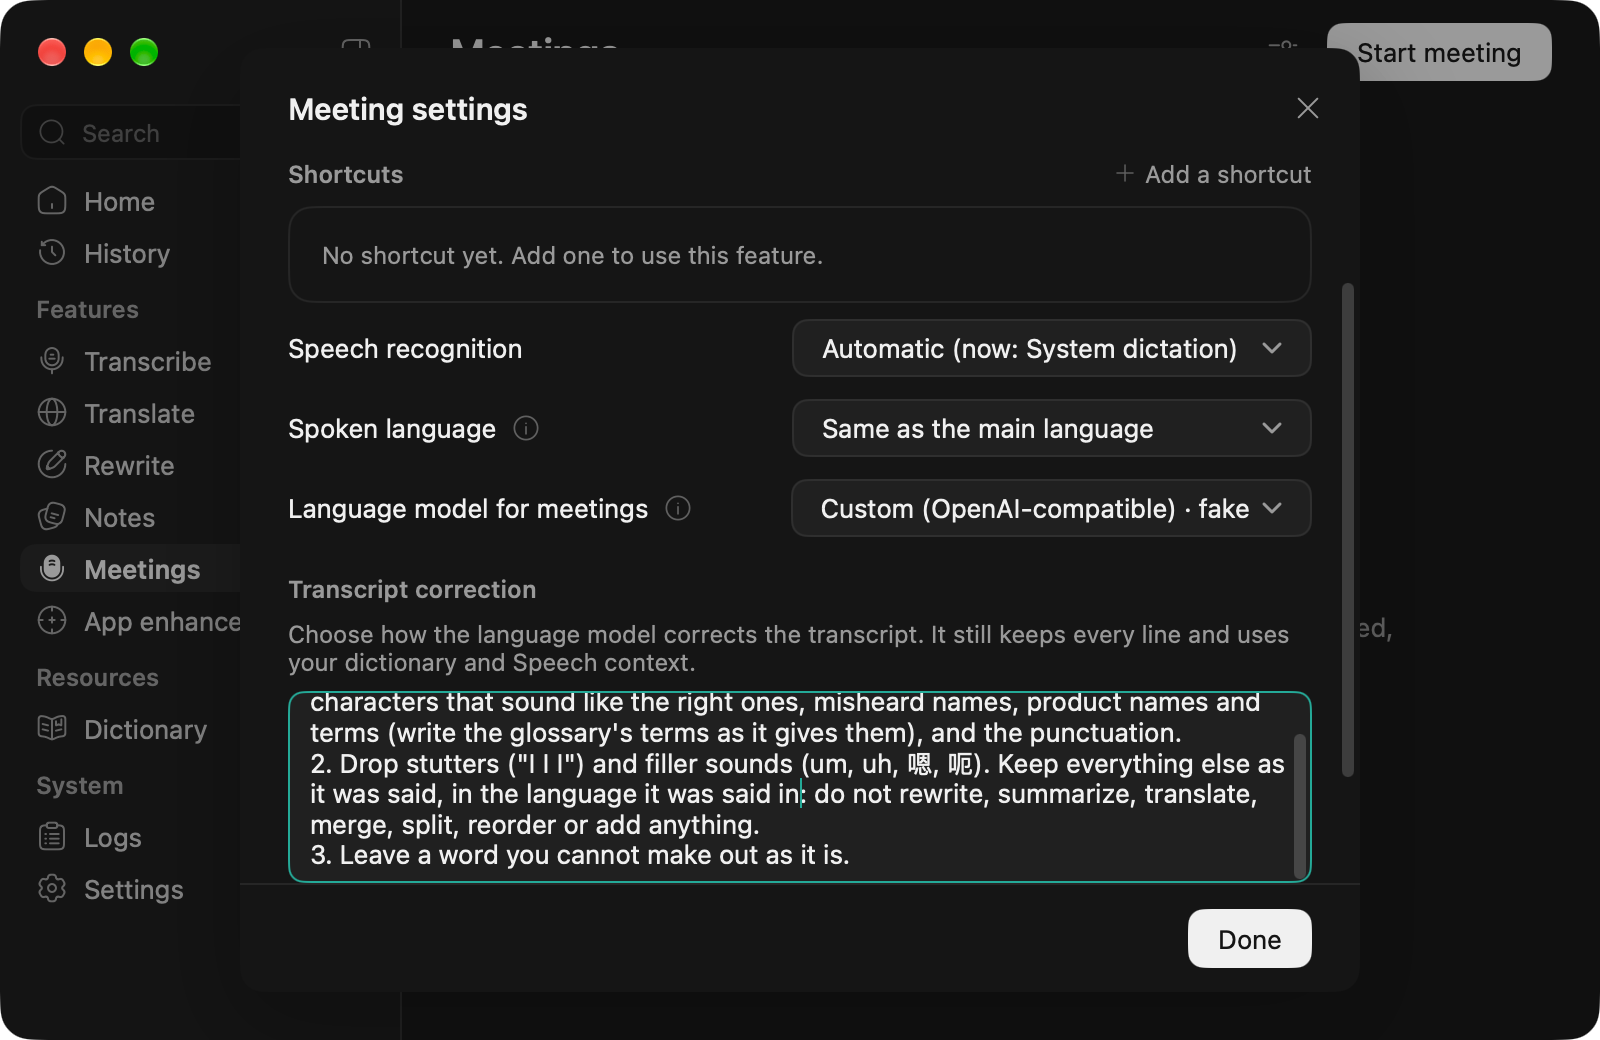 Meetings
Start meeting
Search
Home
History
Features
Transcribe
Translate
Rewrite
Notes
Meetings
App enhance
Resources
Dictionary
System
Logs
Settings
Meeting settings
Shortcuts
Add a shortcut
No shortcut yet. Add one to use this feature.
Speech recognition
Automatic (now: System dictation)
Spoken language
Same as the main language
Language model for meetings
Custom (OpenAI-compatible) · fake
Transcript correction
Choose how the language model corrects the transcript. It still keeps every line and uses
your dictionary and Speech context.
characters that sound like the right ones, misheard names, product names and
terms (write the glossary's terms as it gives them), and the punctuation.
2. Drop stutters ("I I I") and filler sounds (um, uh, 嗯, 呃). Keep everything else as
it was said, in the language it was said in: do not rewrite, summarize, translate,
merge, split, reorder or add anything.
3. Leave a word you cannot make out as it is.
ed,
Done